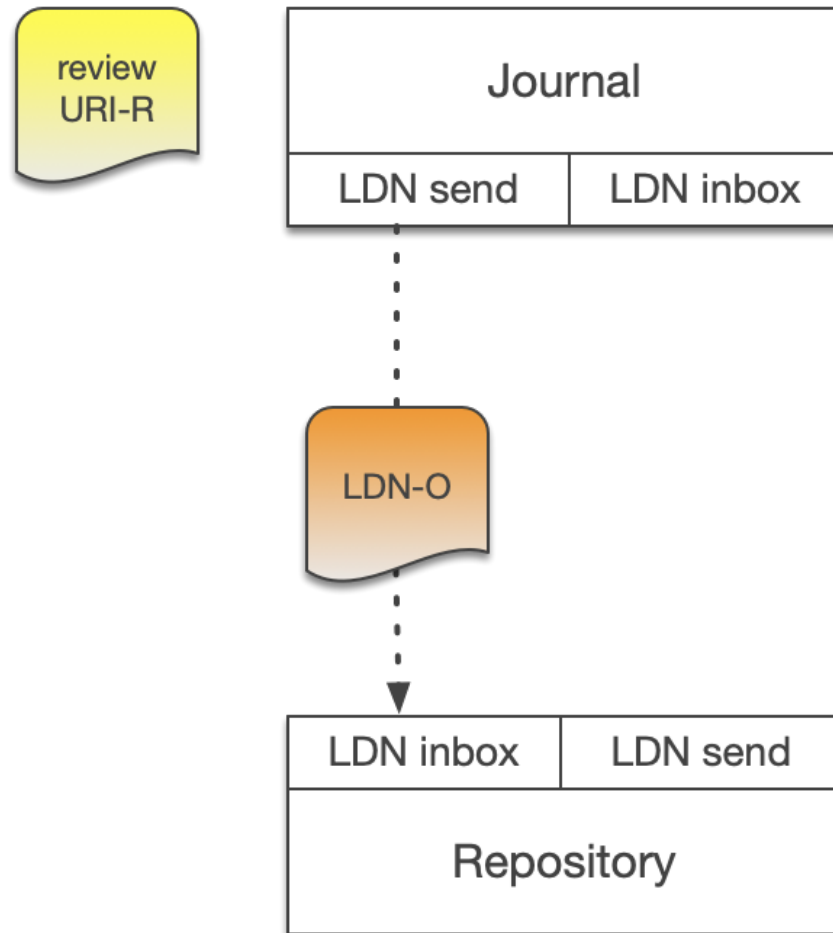 review
URI-R
Journal
LDN send
LDN inbox
LDN-O
LDN inbox
LDN send
Repository